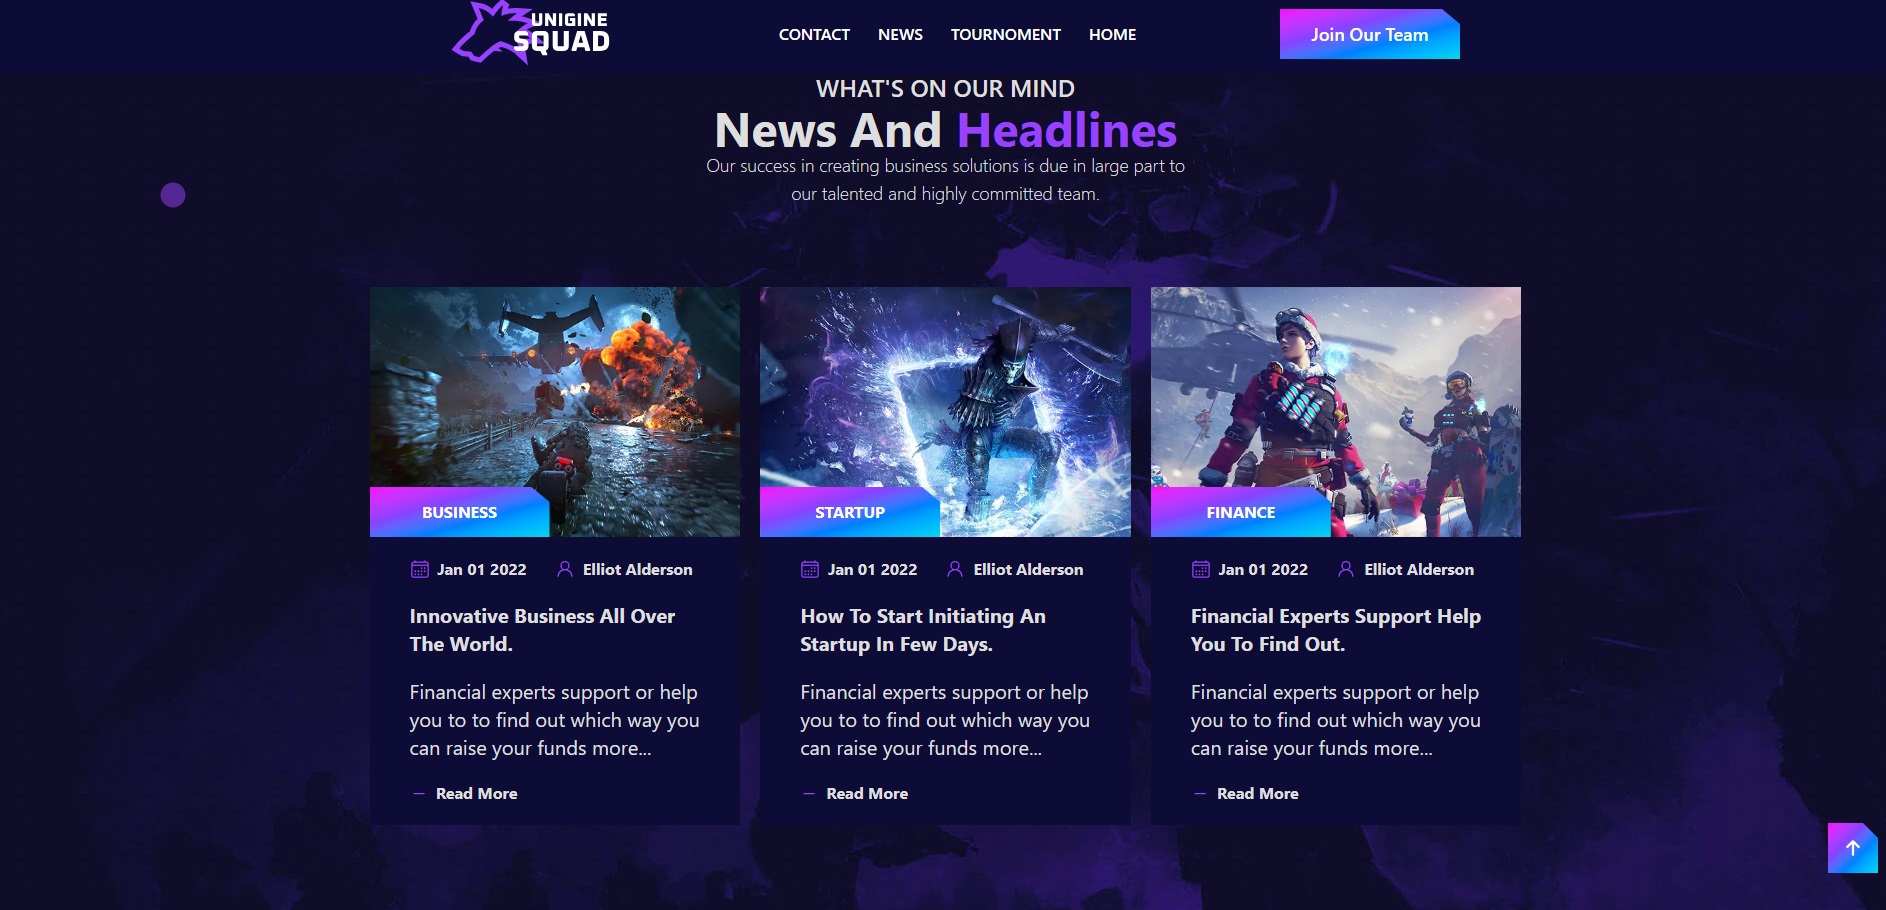 UNIGINE
SQUAD
CONTACT NEWS TOURNOMENT HOME
Join Our Team
WHAT'S ON OUR MIND
News And Headlines
Our success in creating business solutions is due in large part to
our talented and highly committed team.
BUSINESS
Jan 01 2022 Elliot Alderson
Innovative Business All Over
The World.
Financial experts support or help
you to to find out which way you
can raise your funds more...
Read More
STARTUP
Jan 01 2022 Elliot Alderson
How To Start Initiating An
Startup In Few Days.
Financial experts support or help
you to to find out which way you
can raise your funds more...
Read More
FINANCE
Jan 01 2022 Elliot Alderson
Financial Experts Support Help
You To Find Out.
Financial experts support or help
you to to find out which way you
can raise your funds more...
Read More